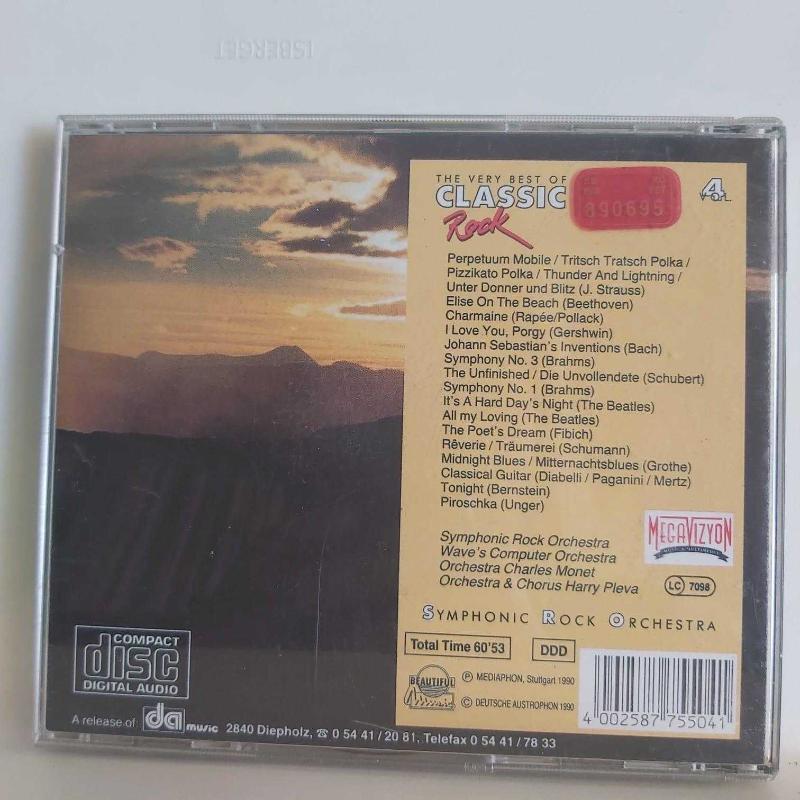 ISBERGET
THE VERY BEST OF
CLASSIC
Rock
890695
VOL. 4
Perpetuum Mobile / Tritsch Tratsch Polka /
Pizzikato Polka / Thunder And Lightning /
Unter Donner und Blitz (J. Strauss)
Elise On The Beach (Beethoven)
Charmaine (Rapée/Pollack)
I Love You, Porgy (Gershwin)
Johann Sebastian's Inventions (Bach)
Symphony No. 3 (Brahms)
The Unfinished / Die Unvollendete (Schubert)
Symphony No. 1 (Brahms)
It's A Hard Day's Night (The Beatles)
All my Loving (The Beatles)
The Poet's Dream (Fibich)
Rêverie / Träumerei (Schumann)
Midnight Blues / Mitternachtsblues (Grothe)
Classical Guitar (Diabelli / Paganini / Mertz)
Tonight (Bernstein)
Piroschka (Unger)
MEGAVIZYON
Symphonic Rock Orchestra
Wave's Computer Orchestra
Orchestra Charles Monet
Orchestra & Chorus Harry Pleva
LC 7098
SYMPHONIC ROCK ORCHESTRA
Total Time 60'53
DDD
BEAUTIFUL
Ⓟ MEDIAPHON, Stuttgart 1990
© DEUTSCHE AUSTROPHON 1990
4 002587 755041
COMPACT
disc
DIGITAL AUDIO
A release of: da music 2840 Diepholz, ☎ 0 54 41 / 20 81, Telefax 0 54 41 / 78 33